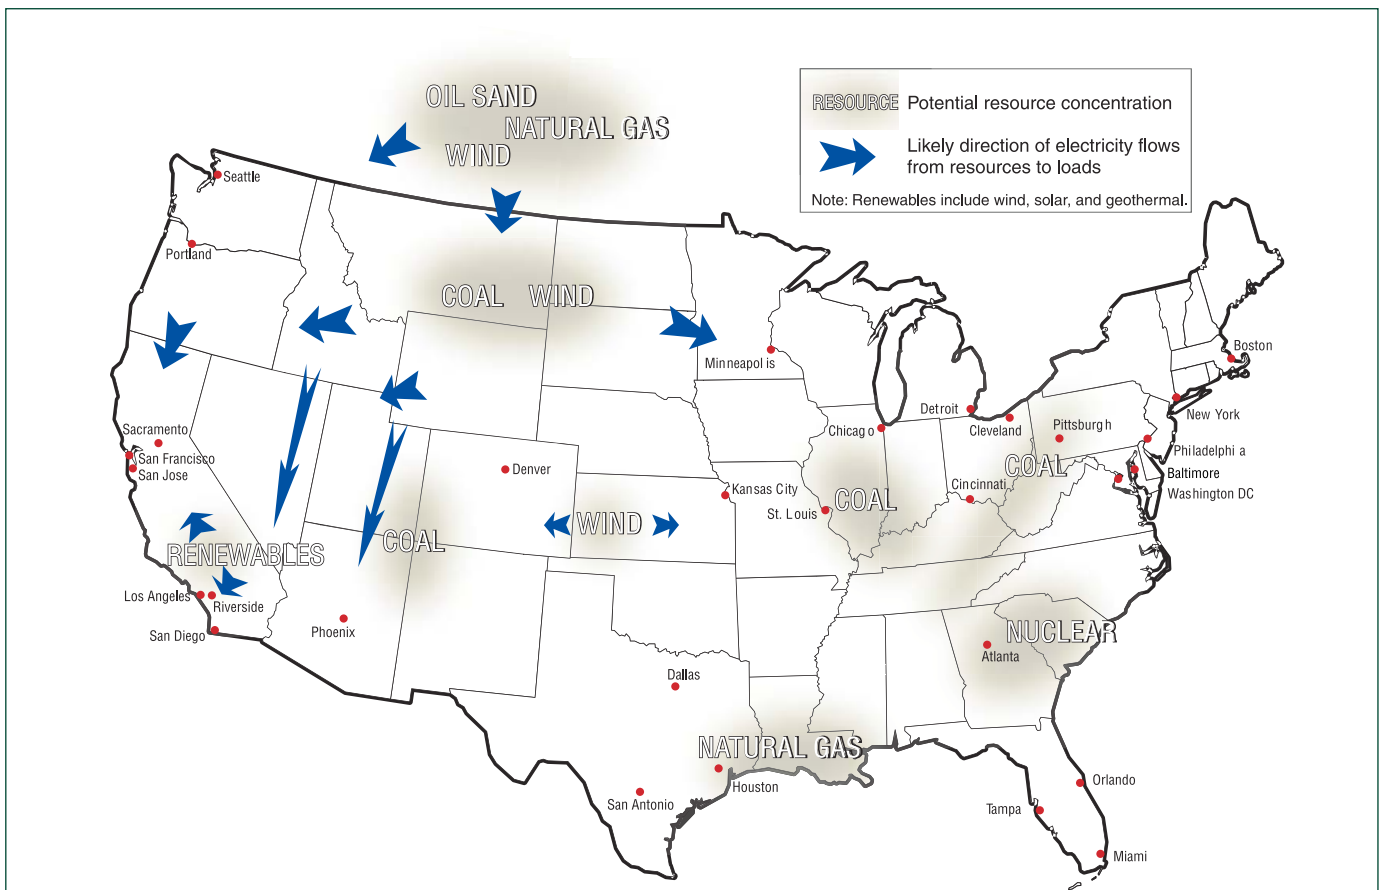 OIL SAND
NATURAL GAS
WIND
RESOURCE Potential resource concentration
Likely direction of electricity flows
from resources to loads
Note: Renewables include wind, solar, and geothermal.
Seattle
Portland
COAL WIND
Minneapol is
Boston
Detroit
Cleveland
Pittsburg h
New York
Chicag o
Philadelphi a
Sacramento
San Francisco
San Jose
Denver
Kansas City
St. Louis
COAL
Cincinnati
COAL
Baltimore
Washington DC
WIND
COAL
RENEWABLES
Los Angeles
Riverside
San Diego
Phoenix
NUCLEAR
Atlanta
Dallas
NATURAL GAS
Houston
San Antonio
Orlando
Tampa
Miami